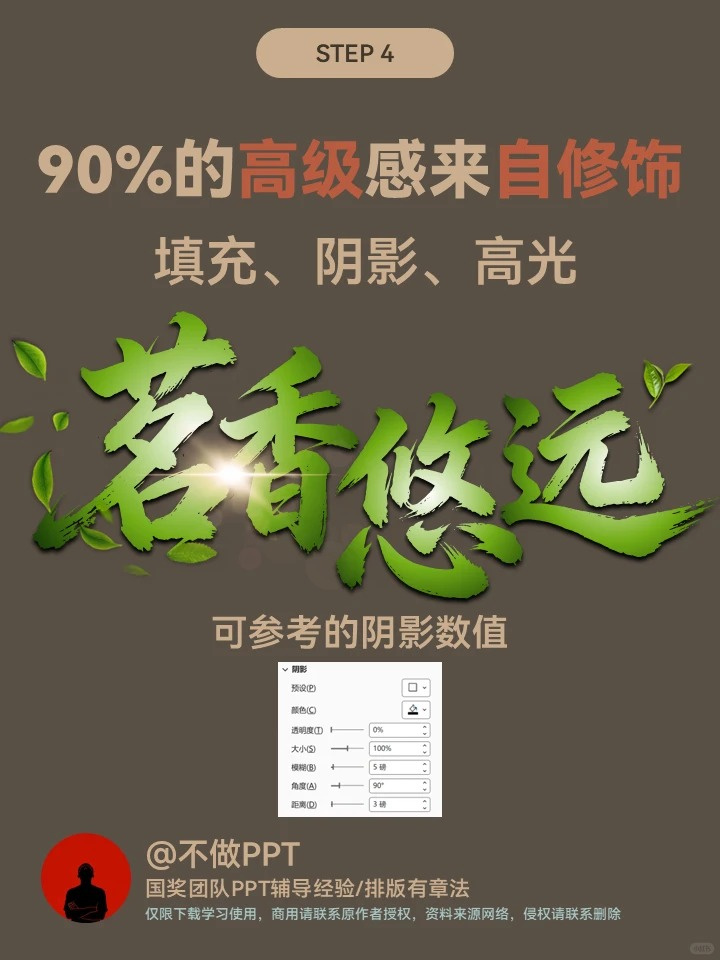 STEP 4
90%的高级感来自修饰
填充、阴影、高光
茗香悠远
可参考的阴影数值
阴影
预设(P)
颜色(C)
透明度(T) 0%
大小(S) 100%
模糊(B) 5 磅
角度(A) 90°
距离(D) 3 磅
@不做PPT
国奖团队PPT辅导经验/排版有章法
仅限下载学习使用，商用请联系原作者授权，资料来源网络，侵权请联系删除